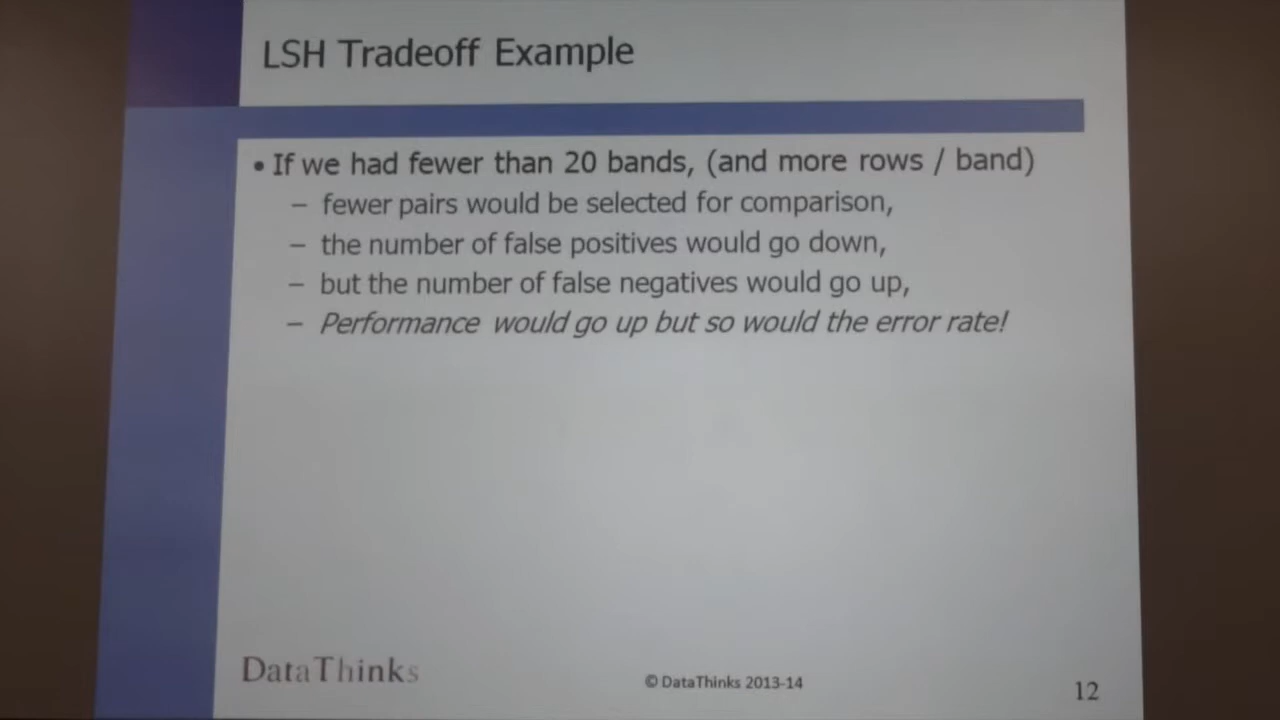 LSH Tradeoff Example
• If we had fewer than 20 bands, (and more rows / band)
– fewer pairs would be selected for comparison,
– the number of false positives would go down,
– but the number of false negatives would go up,
– Performance would go up but so would the error rate!
DataThinks
© DataThinks 2013-14
12